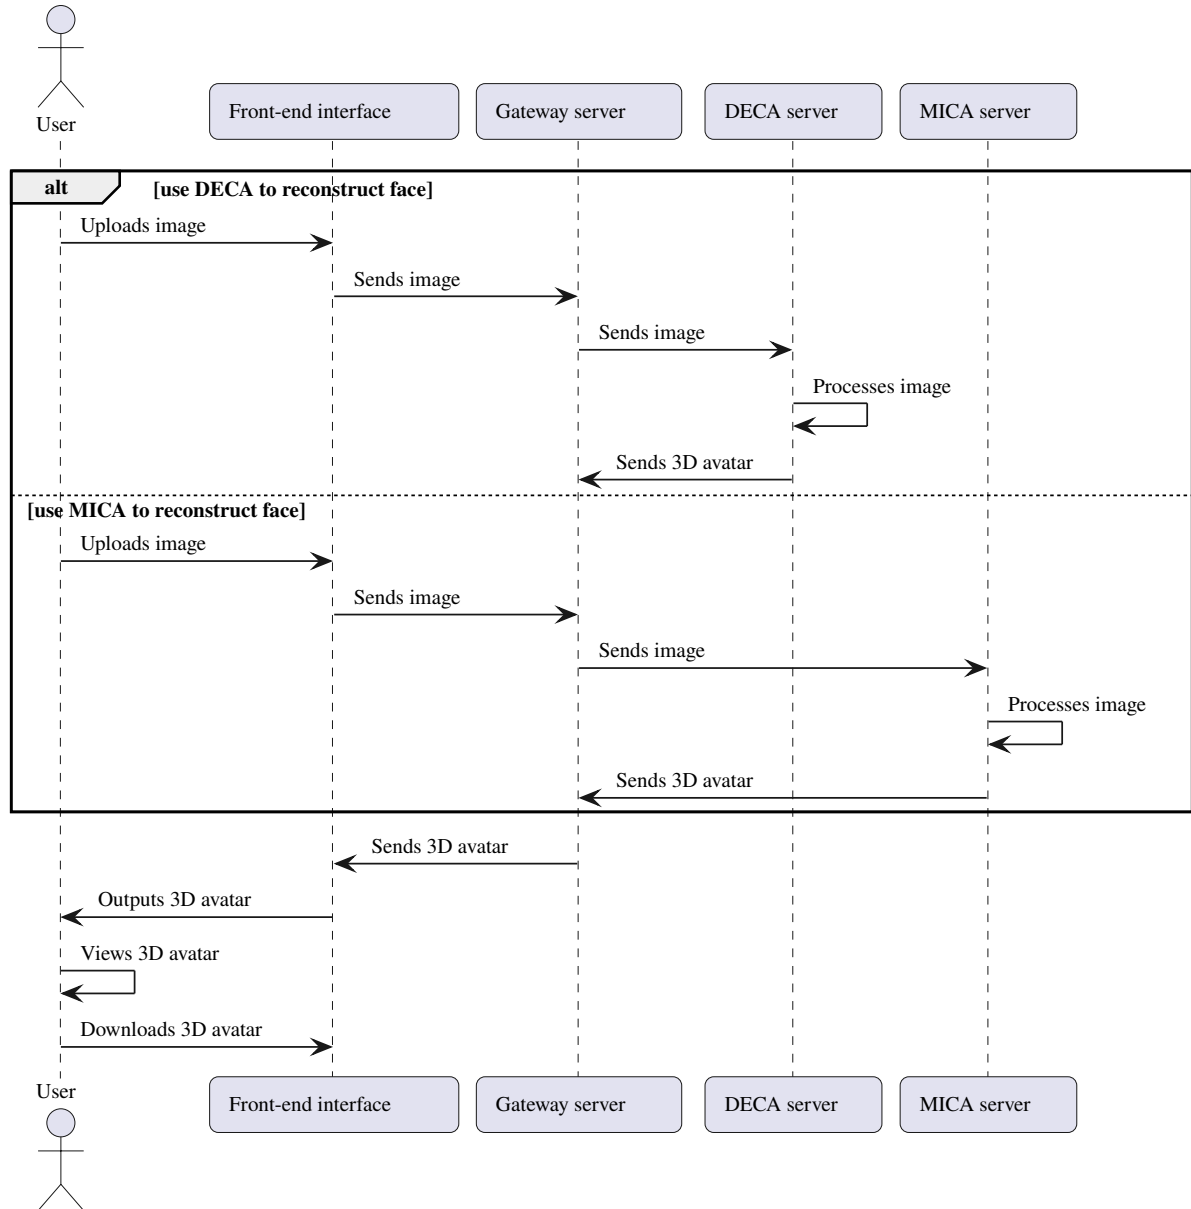 User
Front-end interface
Gateway server
DECA server
MICA server
alt
[use DECA to reconstruct face]
Uploads image
Sends image
Sends image
Processes image
Sends 3D avatar
[use MICA to reconstruct face]
Uploads image
Sends image
Sends image
Processes image
Sends 3D avatar
Sends 3D avatar
Outputs 3D avatar
Views 3D avatar
Downloads 3D avatar
User
Front-end interface
Gateway server
DECA server
MICA server